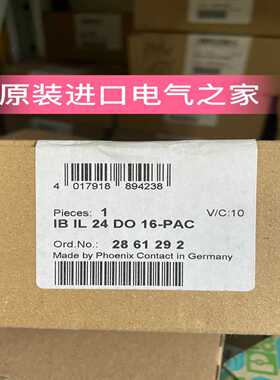 原装进口电气之家
4 017918 894238
Pieces: 1 V/C:10
IB IL 24 DO 16-PAC
Ord.No.: 28 61 29 2
Made by Phoenix Contact in Germany